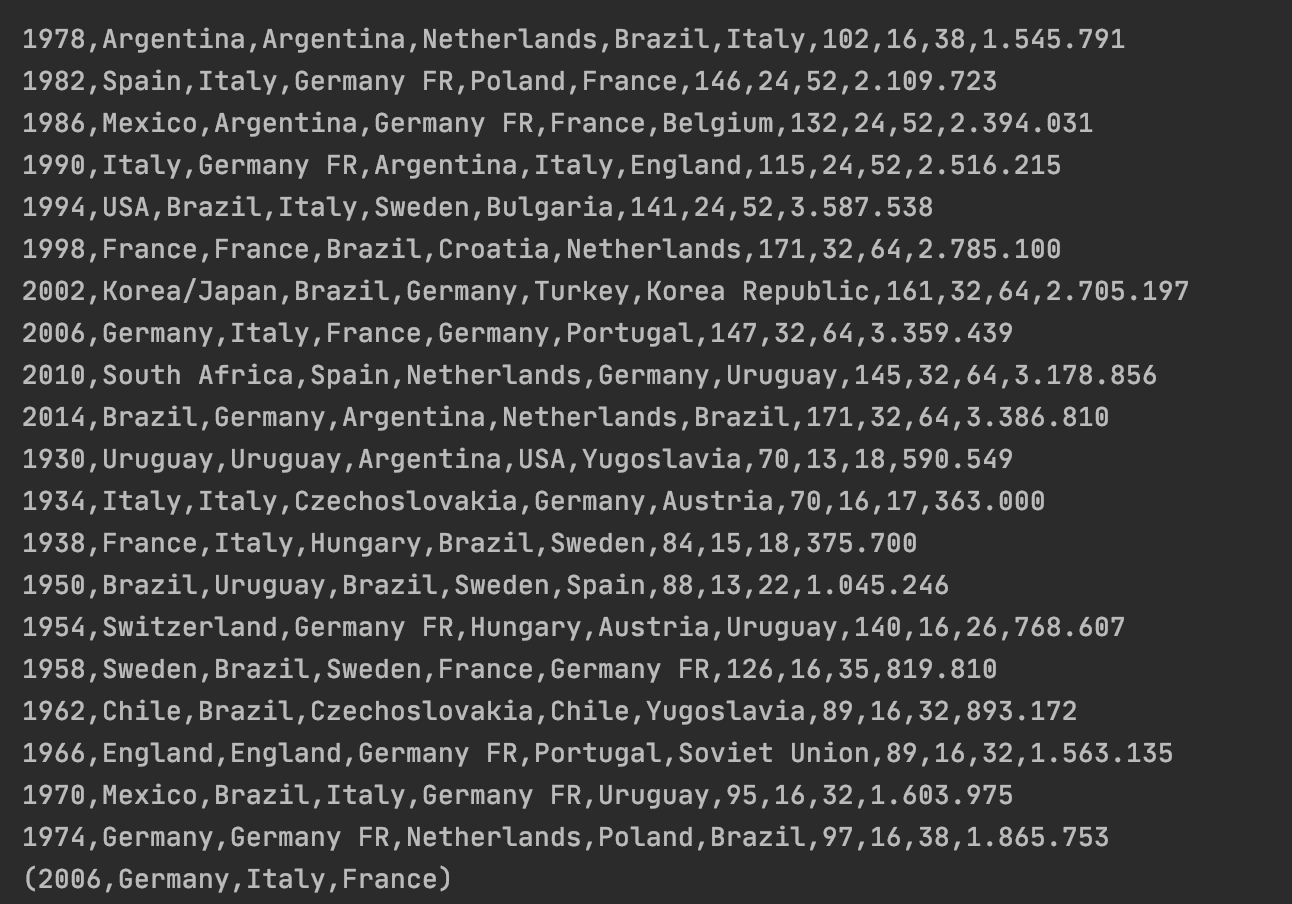 1978,Argentina,Argentina,Netherlands,Brazil,Italy,102,16,38,1.545.791
1982,Spain,Italy,Germany FR,Poland,France,146,24,52,2.109.723
1986,Mexico,Argentina,Germany FR,France,Belgium,132,24,52,2.394.031
1990,Italy,Germany FR,Argentina,Italy,England,115,24,52,2.516.215
1994,USA,Brazil,Italy,Sweden,Bulgaria,141,24,52,3.587.538
1998,France,France,Brazil,Croatia,Netherlands,171,32,64,2.785.100
2002,Korea/Japan,Brazil,Germany,Turkey,Korea Republic,161,32,64,2.705.197
2006,Germany,Italy,France,Germany,Portugal,147,32,64,3.359.439
2010,South Africa,Spain,Netherlands,Germany,Uruguay,145,32,64,3.178.856
2014,Brazil,Germany,Argentina,Netherlands,Brazil,171,32,64,3.386.810
1930,Uruguay,Uruguay,Argentina,USA,Yugoslavia,70,13,18,590.549
1934,Italy,Italy,Czechoslovakia,Germany,Austria,70,16,17,363.000
1938,France,Italy,Hungary,Brazil,Sweden,84,15,18,375.700
1950,Brazil,Uruguay,Brazil,Sweden,Spain,88,13,22,1.045.246
1954,Switzerland,Germany FR,Hungary,Austria,Uruguay,140,16,26,768.607
1958,Sweden,Brazil,Sweden,France,Germany FR,126,16,35,819.810
1962,Chile,Brazil,Czechoslovakia,Chile,Yugoslavia,89,16,32,893.172
1966,England,England,Germany FR,Portugal,Soviet Union,89,16,32,1.563.135
1970,Mexico,Brazil,Italy,Germany FR,Uruguay,95,16,32,1.603.975
1974,Germany,Germany FR,Netherlands,Poland,Brazil,97,16,38,1.865.753
(2006,Germany,Italy,France)